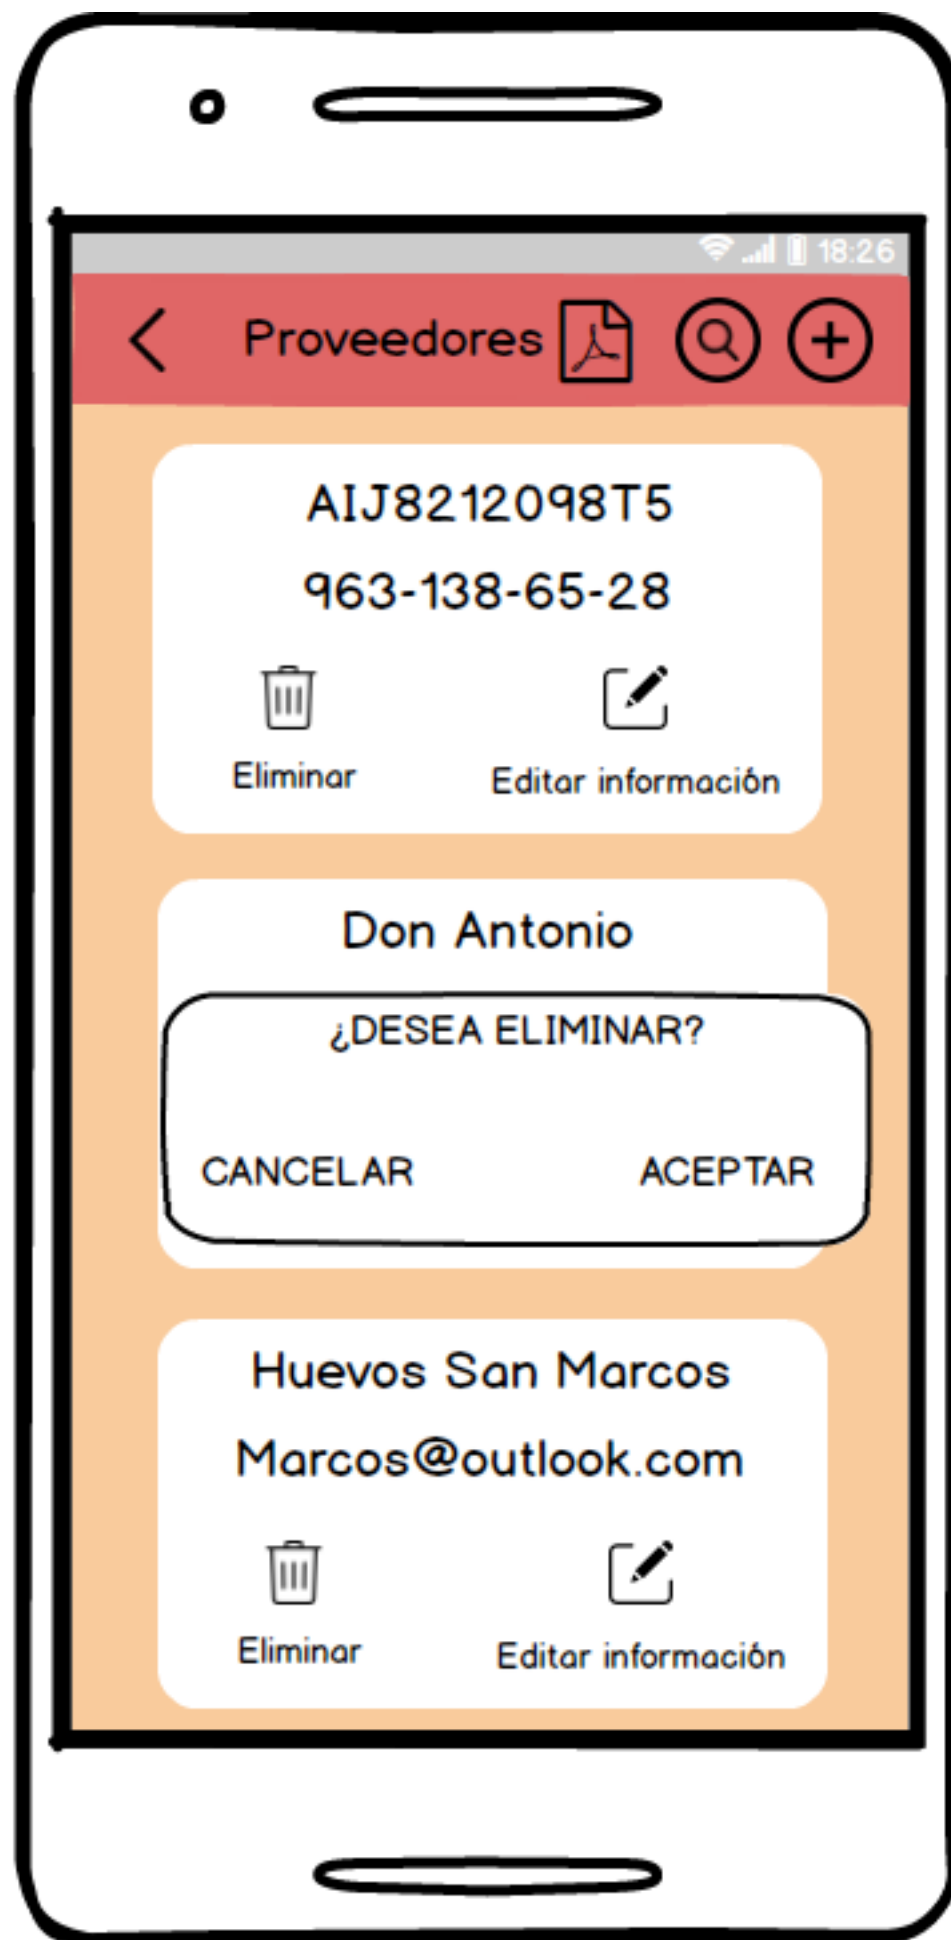 18:26
Proveedores
AIJ8212098T5
963-138-65-28
Eliminar Editar información
Don Antonio
¿DESEA ELIMINAR?
CANCELAR ACEPTAR
Huevos San Marcos
Marcos@outlook.com
Eliminar Editar información